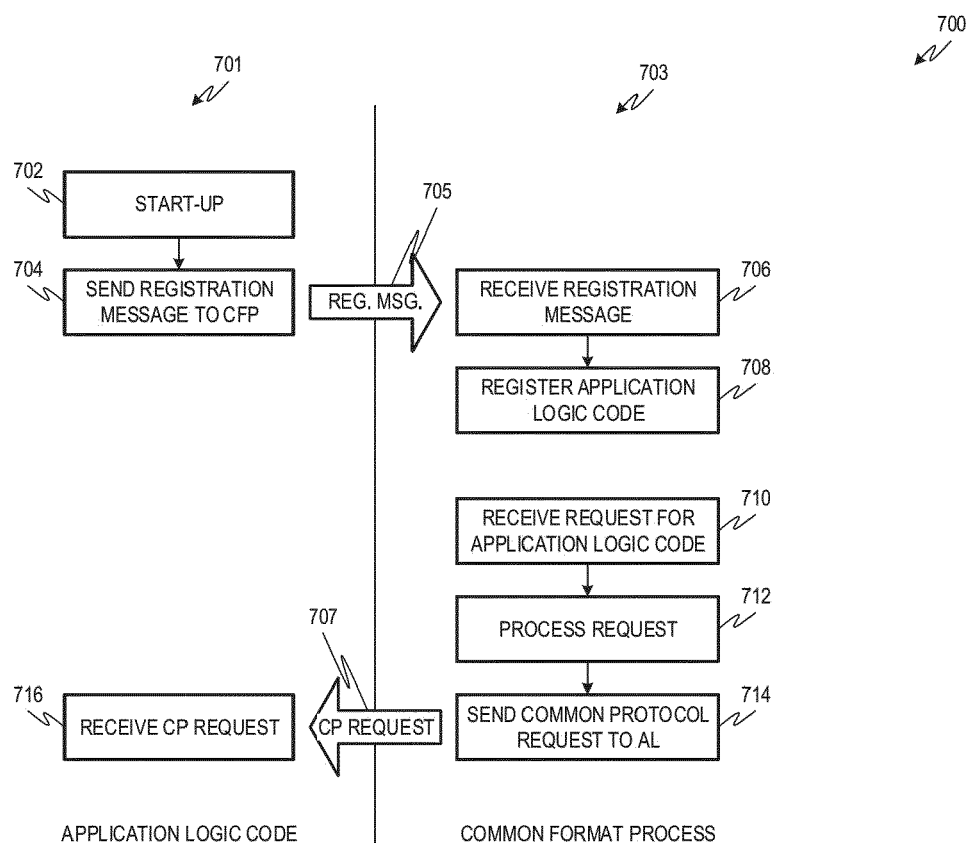 700
701
703
702
START-UP
705
704
SEND REGISTRATION
MESSAGE TO CFP
REG. MSG.
RECEIVE REGISTRATION
MESSAGE
706
REGISTER APPLICATION
LOGIC CODE
708
RECEIVE REQUEST FOR
APPLICATION LOGIC CODE
710
PROCESS REQUEST
712
707
716
RECEIVE CP REQUEST
CP REQUEST
SEND COMMON PROTOCOL
REQUEST TO AL
714
APPLICATION LOGIC CODE
COMMON FORMAT PROCESS